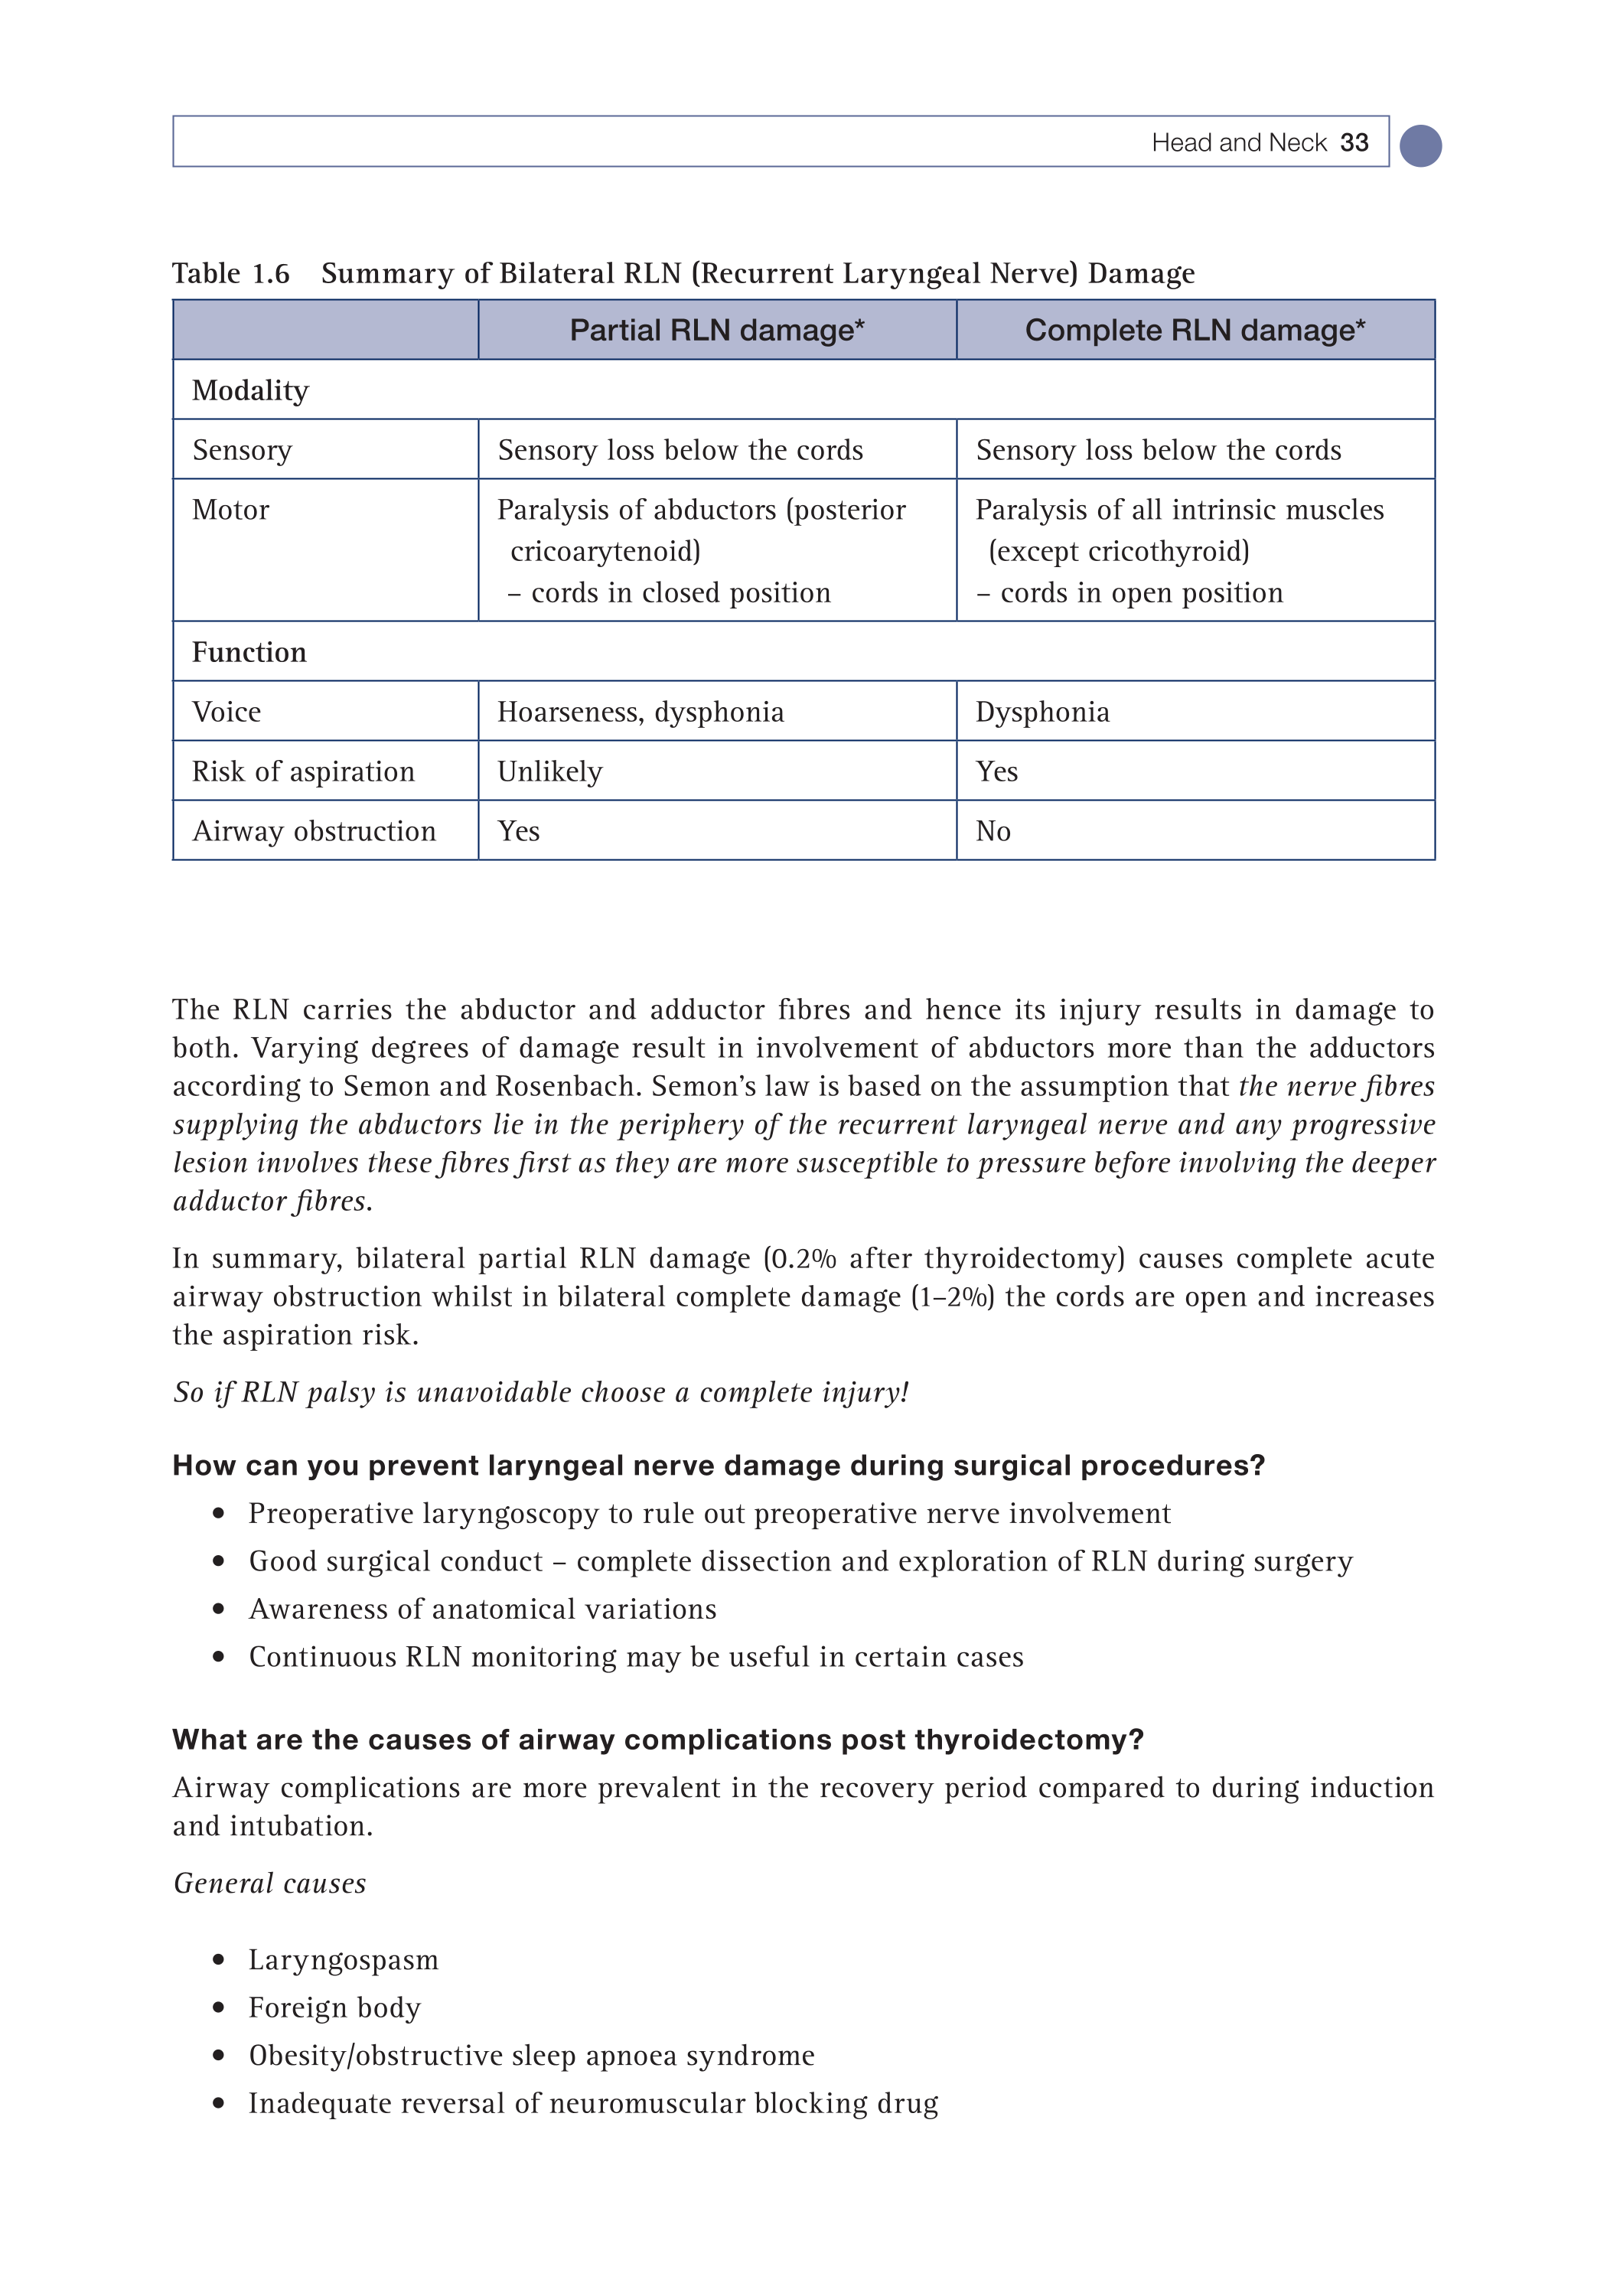 Head and Neck 33
Table 1.6 Summary of Bilateral RLN (Recurrent Laryngeal Nerve) Damage
Partial RLN damage* Complete RLN damage*
Modality
Sensory Sensory loss below the cords Sensory loss below the cords
Motor Paralysis of abductors (posterior Paralysis of all intrinsic muscles
cricoarytenoid) (except cricothyroid)
– cords in closed position – cords in open position
Function
Voice Hoarseness, dysphonia Dysphonia
Risk of aspiration Unlikely Yes
Airway obstruction Yes No
The RLN carries the abductor and adductor fibres and hence its injury results in damage to
both. Varying degrees of damage result in involvement of abductors more than the adductors
according to Semon and Rosenbach. Semon’s law is based on the assumption that the nerve fibres
supplying the abductors lie in the periphery of the recurrent laryngeal nerve and any progressive
lesion involves these fibres first as they are more susceptible to pressure before involving the deeper
adductor fibres.
In summary, bilateral partial RLN damage (0.2% after thyroidectomy) causes complete acute
airway obstruction whilst in bilateral complete damage (1–2%) the cords are open and increases
the aspiration risk.
So if RLN palsy is unavoidable choose a complete injury!
How can you prevent laryngeal nerve damage during surgical procedures?
• Preoperative laryngoscopy to rule out preoperative nerve involvement
• Good surgical conduct – complete dissection and exploration of RLN during surgery
• Awareness of anatomical variations
• Continuous RLN monitoring may be useful in certain cases
What are the causes of airway complications post thyroidectomy?
Airway complications are more prevalent in the recovery period compared to during induction
and intubation.
General causes
• Laryngospasm
• Foreign body
• Obesity/obstructive sleep apnoea syndrome
• Inadequate reversal of neuromuscular blocking drug